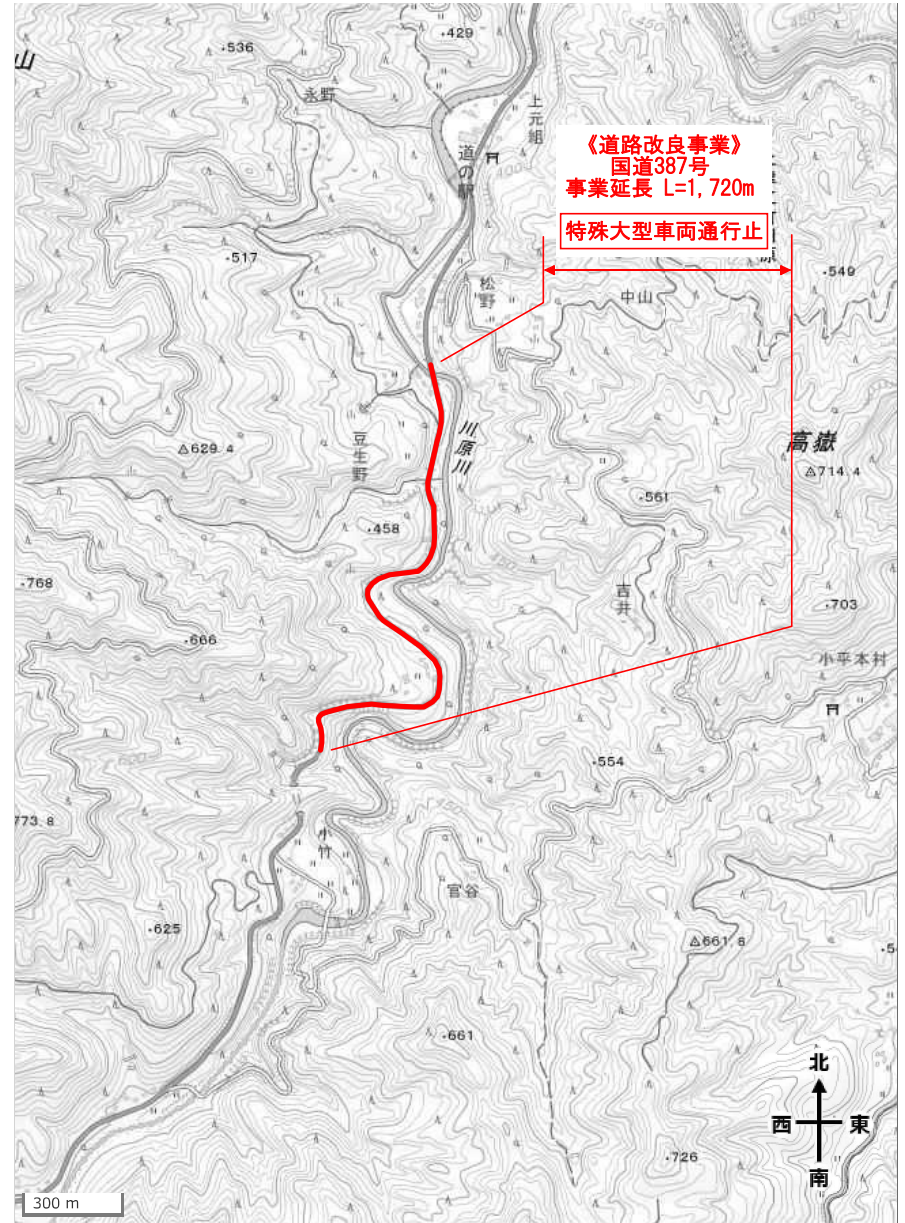 山
・536
・429
永野
上元組
道の駅
《道路改良事業》
国道387号
事業延長 L=1,720m
特殊大型車両通行止
・517
松野
中山
・549
川原川
豆生野
高嶽
△714.4
△629.4
・561
・458
・768
吉井
・703
・666
小平本村
・554
773.8
小竹
官谷
・625
△661.8
・661
北
西
東
南
・726
300 m